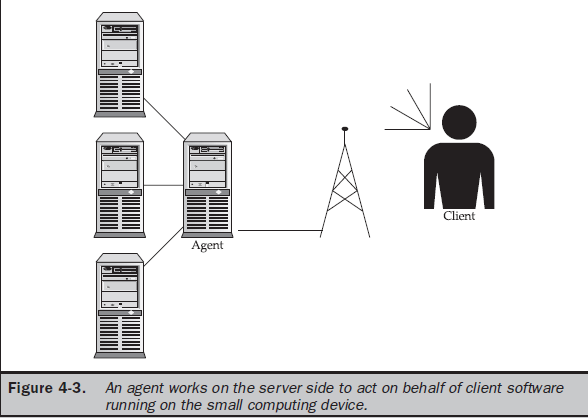 Agent
Client
Figure 4-3. An agent works on the server side to act on behalf of client software
running on the small computing device.